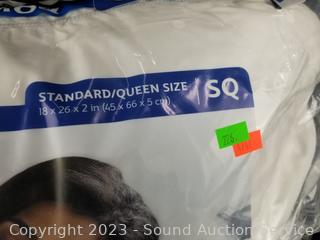 STANDARD/QUEEN SIZE
18 x 26 x 2 in (45 x 66 x 5 cm)
SQ
Copyright 2023 - Sound Auction Service